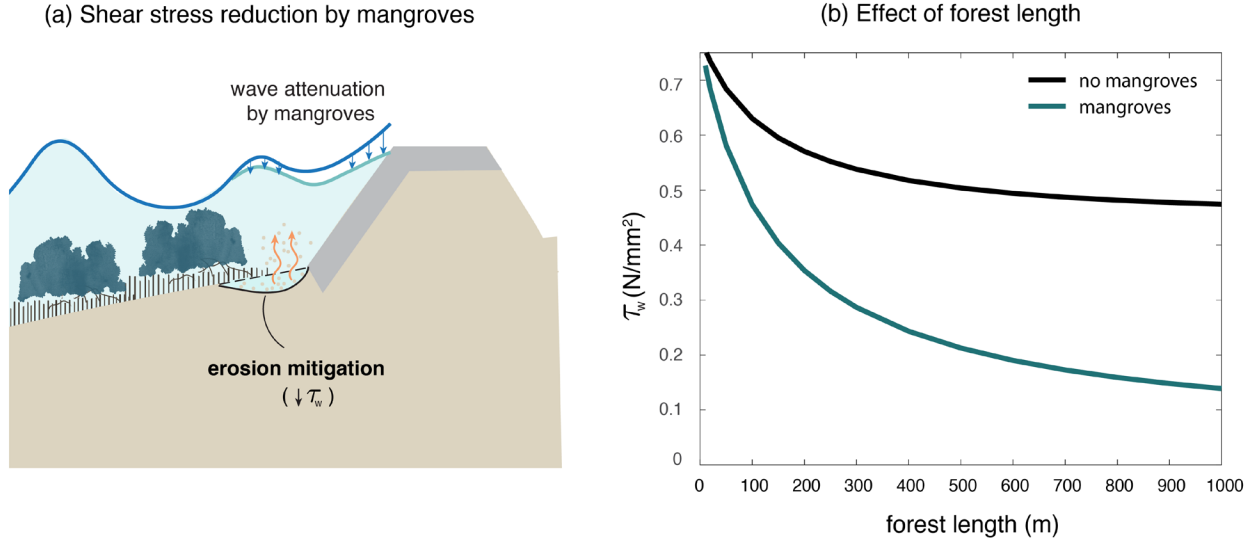 (a) Shear stress reduction by mangroves
wave attenuation
by mangroves
erosion mitigation
(↓τw)
(b) Effect of forest length
no mangroves
mangroves
0.7
0.6
0.5
0.4
0.3
0.2
0.1
0
τw (N/mm²)
0 100 200 300 400 500 600 700 800 900 1000
forest length (m)